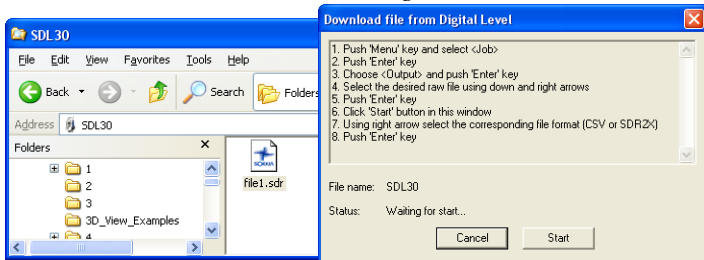 SDL30
File Edit View Favorites Tools Help
Back Search Folders
Address SDL30
Folders
1
2
3
3D_View_Examples
4
SOKKIA
file1.sdr
Download file from Digital Level
1. Push 'Menu' key and select <Job>
2. Push 'Enter' key
3. Choose <Output> and push 'Enter' key
4. Select the desired raw file using down and right arrows
5. Push 'Enter' key
6. Click 'Start' button in this window
7. Using right arrow select the corresponding file format (CSV or SDR2X)
8. Push 'Enter' key
File name: SDL30
Status: Waiting for start...
Cancel Start